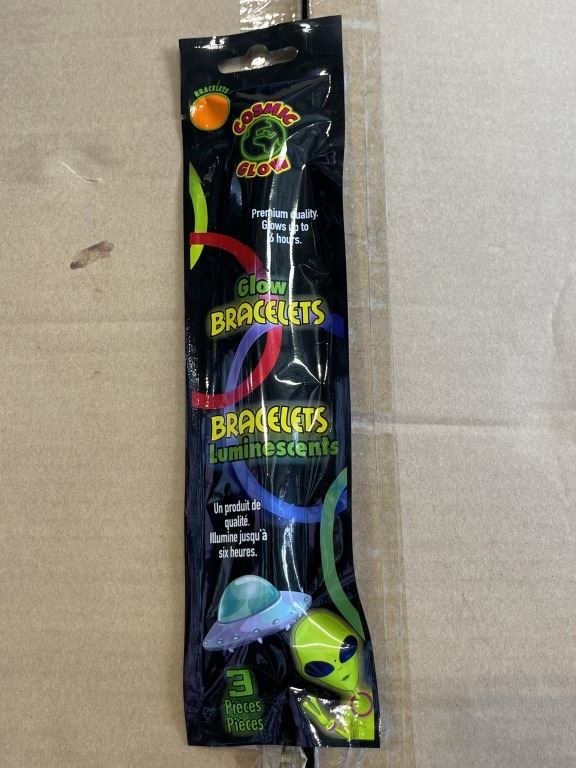 BRACELETS
COSMIC
GLOW
Premium quality.
Glows up to
6 hours.
Glow
BRACELETS
BRACELETS
Luminescents
Un produit de
qualité.
Illumine jusqu'à
six heures.
3
Pieces
Pièces